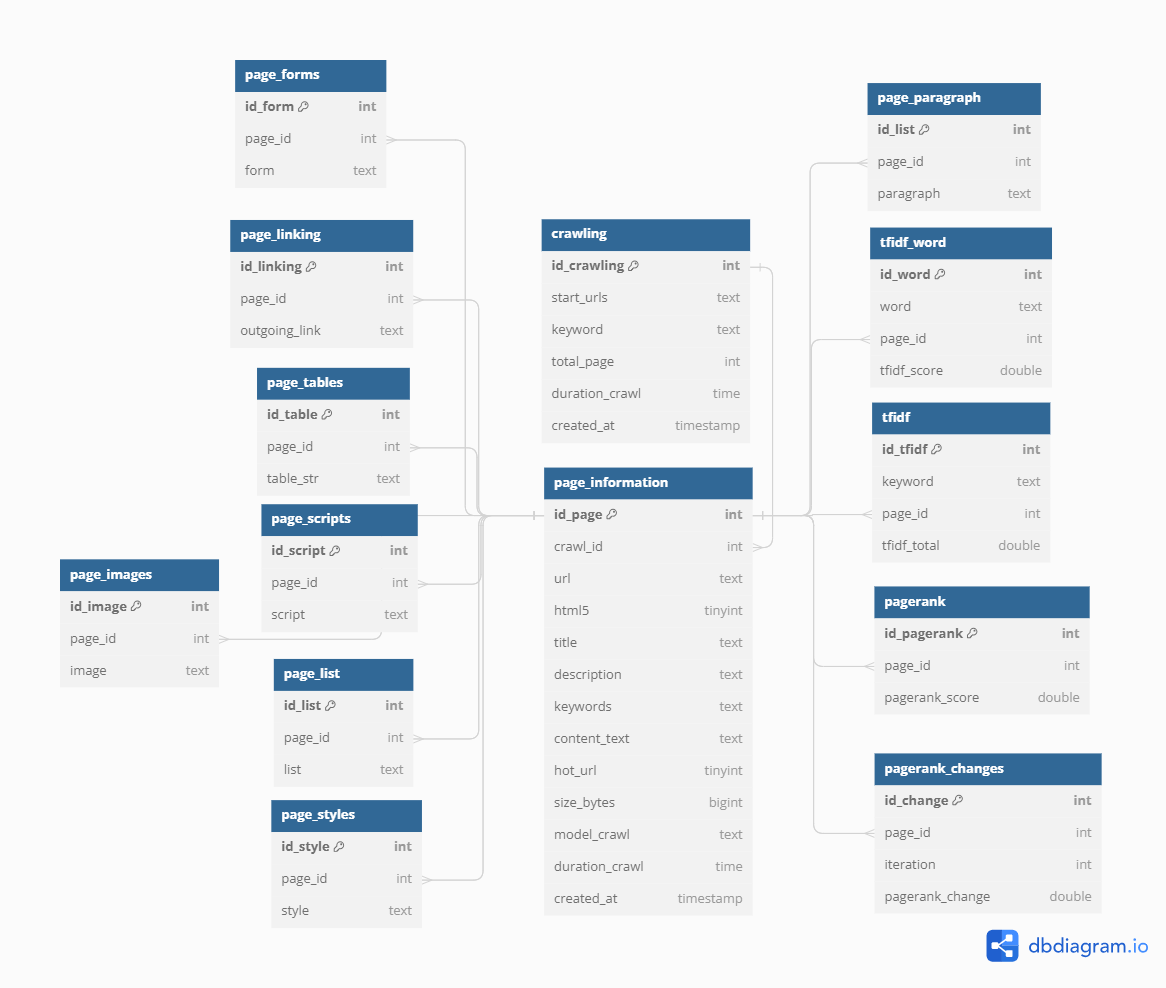 page_forms
id_form int
page_id int
form text
page_linking
id_linking int
page_id int
outgoing_link text
page_tables
id_table int
page_id int
table_str text
page_scripts
id_script int
page_id int
script text
page_images
id_image int
page_id int
image text
page_list
id_list int
page_id int
list text
page_styles
id_style int
page_id int
style text
crawling
id_crawling int
start_urls text
keyword text
total_page int
duration_crawl time
created_at timestamp
page_information
id_page int
crawl_id int
url text
html5 tinyint
title text
description text
keywords text
content_text text
hot_url tinyint
size_bytes bigint
model_crawl text
duration_crawl time
created_at timestamp
page_paragraph
id_list int
page_id int
paragraph text
tfidf_word
id_word int
word text
page_id int
tfidf_score double
tfidf
id_tfidf int
keyword text
page_id int
tfidf_total double
pagerank
id_pagerank int
page_id int
pagerank_score double
pagerank_changes
id_change int
page_id int
iteration int
pagerank_change double
dbdiagram.io